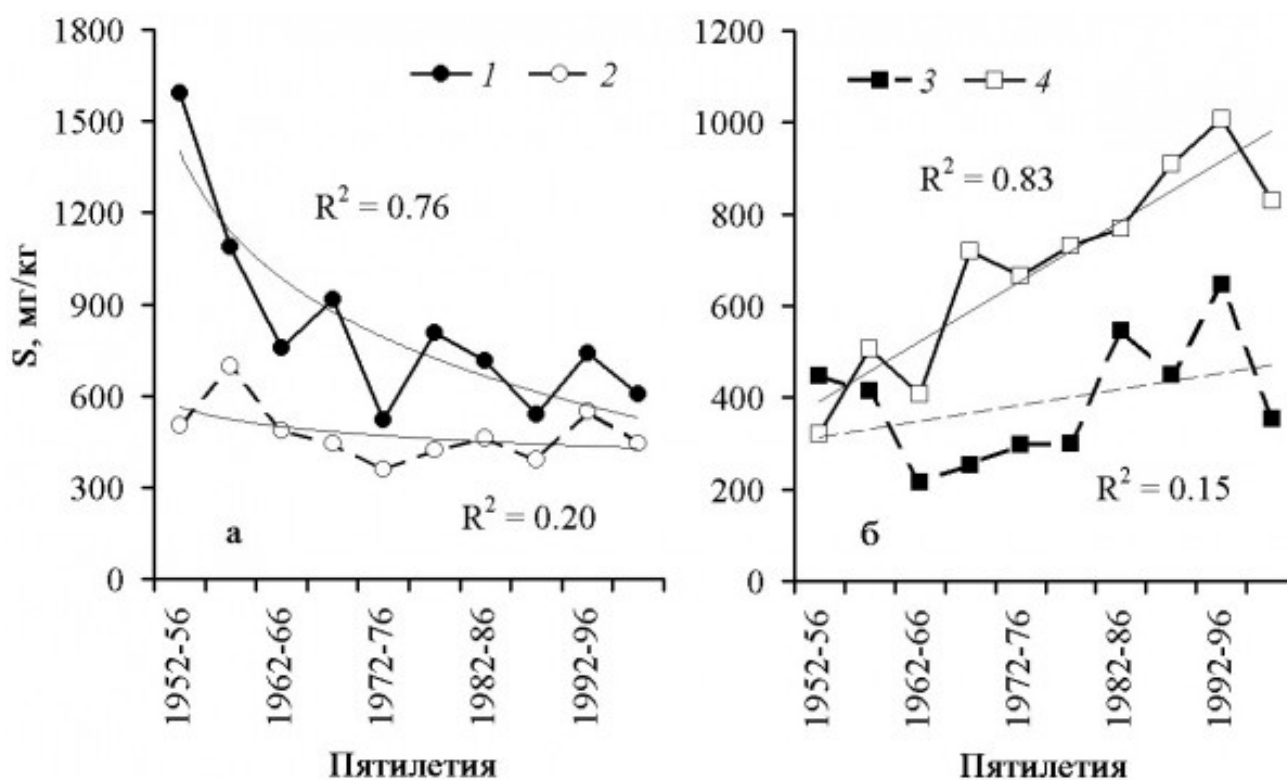 S, мг/кг
1800
1500
1200
900
600
300
0
1 2
R² = 0.76
R² = 0.20
а
1952-56
1962-66
1972-76
1982-86
1992-96
Пятилетия
1200
1000
800
600
400
200
0
3 4
R² = 0.83
R² = 0.15
б
1952-56
1962-66
1972-76
1982-86
1992-96
Пятилетия